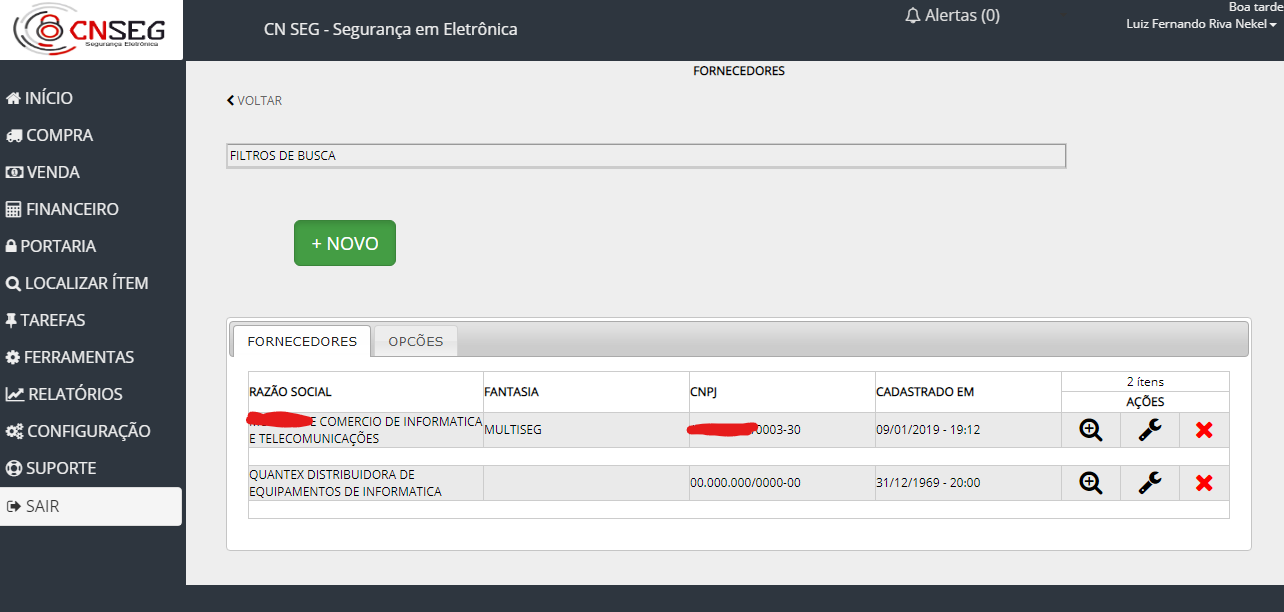 CNSEG
Segurança Eletrônica
CN SEG - Segurança em Eletrônica
Alertas (0)
Boa tarde
Luiz Fernando Riva Nekel
INÍCIO
COMPRA
VENDA
FINANCEIRO
PORTARIA
LOCALIZAR ÍTEM
TAREFAS
FERRAMENTAS
RELATÓRIOS
CONFIGURAÇÃO
SUPORTE
SAIR
FORNECEDORES
VOLTAR
FILTROS DE BUSCA
+ NOVO
FORNECEDORES OPCÕES
RAZÃO SOCIAL FANTASIA CNPJ CADASTRADO EM 2 ítens
AÇÕES
E COMERCIO DE INFORMATICA
E TELECOMUNICAÇÕES
MULTISEG
0003-30
09/01/2019 - 19:12
QUANTEX DISTRIBUIDORA DE
EQUIPAMENTOS DE INFORMATICA
00.000.000/0000-00
31/12/1969 - 20:00